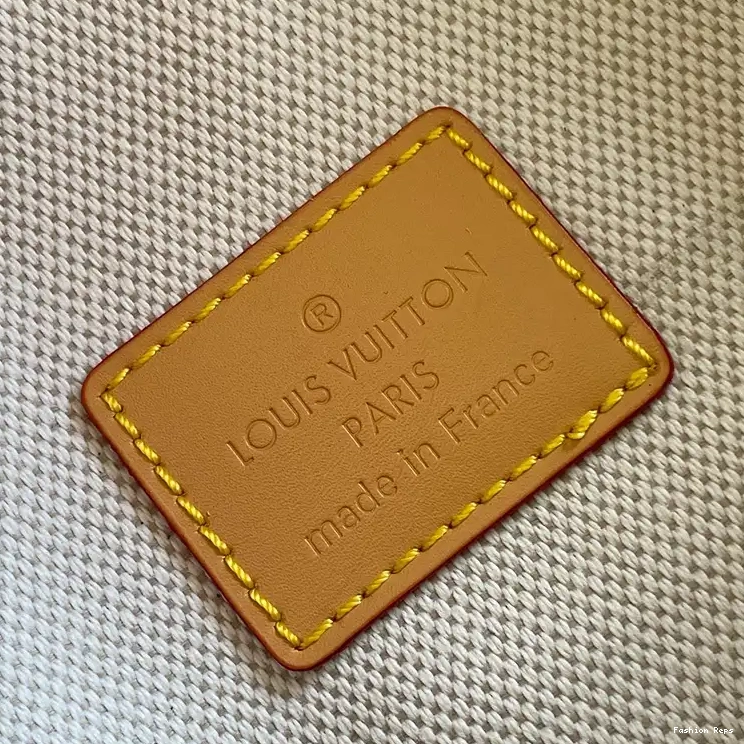 ®
LOUIS VUITTON
PARIS
made in France
Fashion Reps